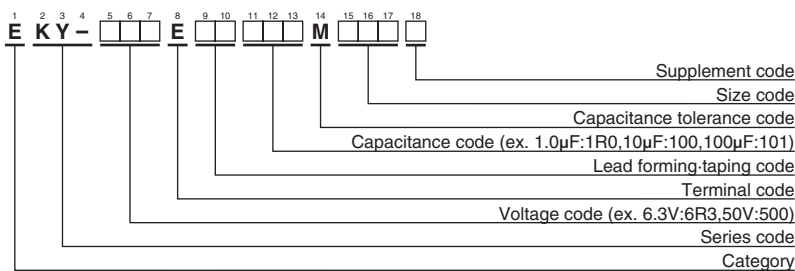 1 2 3 4 5 6 7 8 9 10 11 12 13 14 15 16 17 18
E KY- □□□ E □□ □□□ M □□□ □
Supplement code
Size code
Capacitance tolerance code
Capacitance code (ex. 1.0μF:1R0,10μF:100,100μF:101)
Lead forming·taping code
Terminal code
Voltage code (ex. 6.3V:6R3,50V:500)
Series code
Category